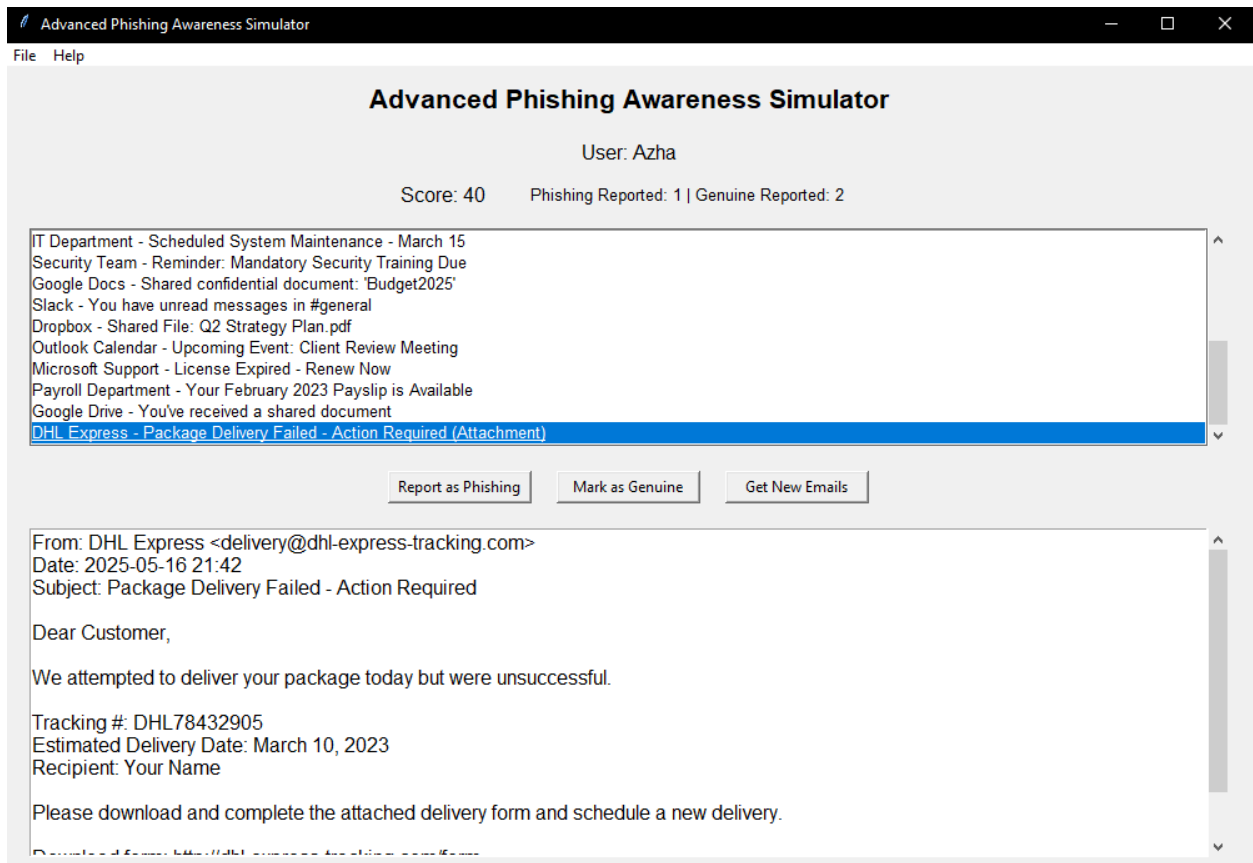 Advanced Phishing Awareness Simulator
File Help
Advanced Phishing Awareness Simulator
User: Azha
Score: 40 Phishing Reported: 1 | Genuine Reported: 2
IT Department - Scheduled System Maintenance - March 15
Security Team - Reminder: Mandatory Security Training Due
Google Docs - Shared confidential document: 'Budget2025'
Slack - You have unread messages in #general
Dropbox - Shared File: Q2 Strategy Plan.pdf
Outlook Calendar - Upcoming Event: Client Review Meeting
Microsoft Support - License Expired - Renew Now
Payroll Department - Your February 2023 Payslip is Available
Google Drive - You've received a shared document
DHL Express - Package Delivery Failed - Action Required (Attachment)
Report as Phishing Mark as Genuine Get New Emails
From: DHL Express <delivery@dhl-express-tracking.com>
Date: 2025-05-16 21:42
Subject: Package Delivery Failed - Action Required
Dear Customer,
We attempted to deliver your package today but were unsuccessful.
Tracking #: DHL78432905
Estimated Delivery Date: March 10, 2023
Recipient: Your Name
Please download and complete the attached delivery form and schedule a new delivery.
Download form: http://dhl-express-tracking.com/form